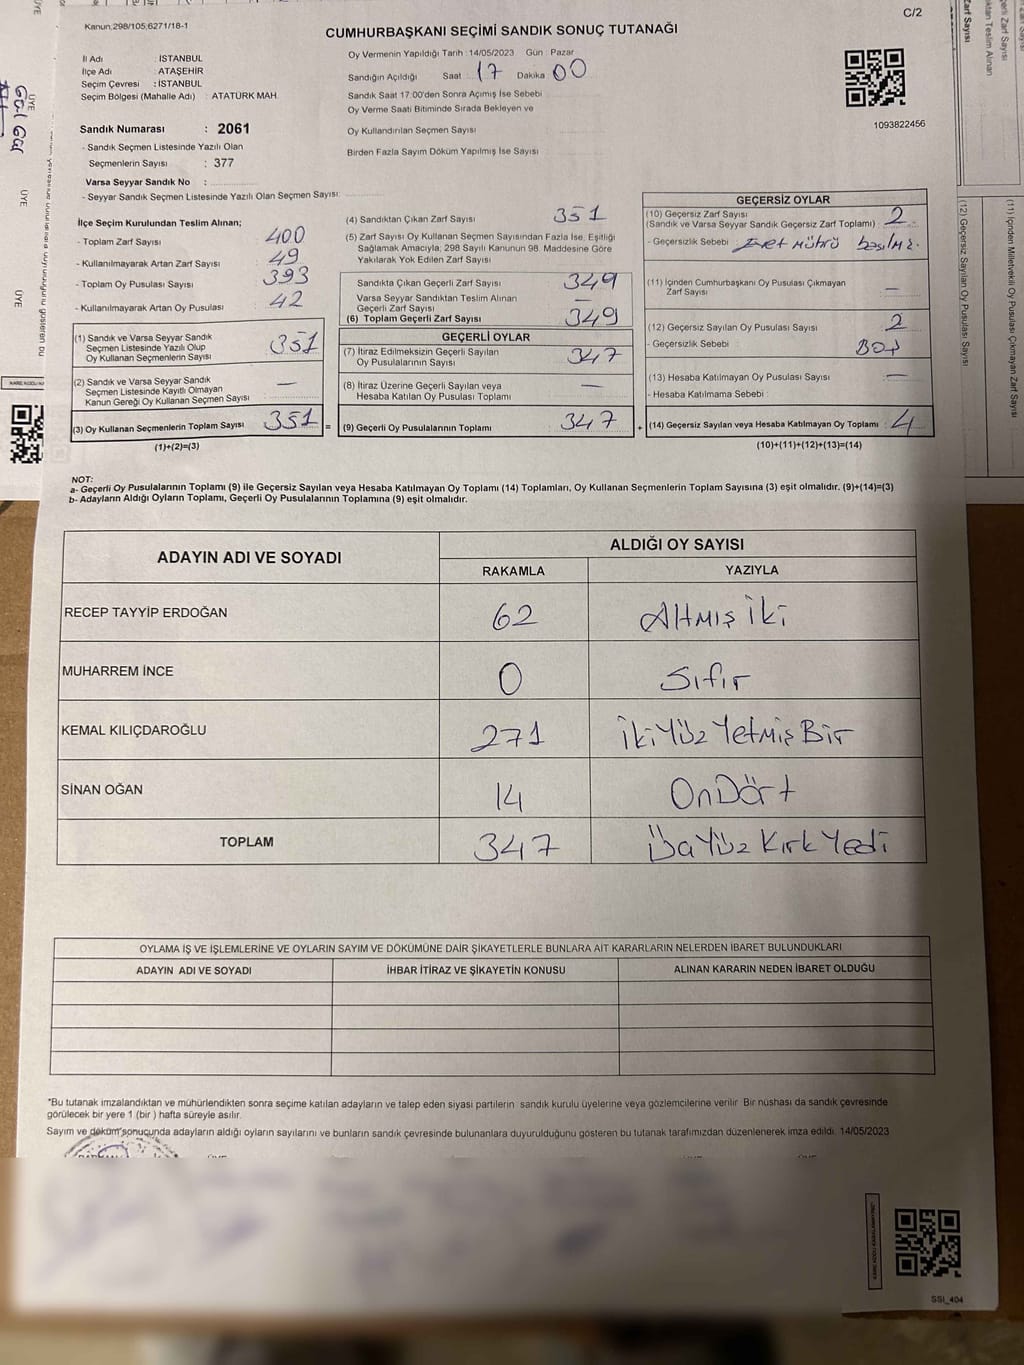 C/2
Kanun:298/105,6271/18-1
CUMHURBAŞKANI SEÇİMİ SANDIK SONUÇ TUTANAĞI
İl Adı : İSTANBUL
İlçe Adı : ATAŞEHİR
Seçim Çevresi : İSTANBUL
Seçim Bölgesi (Mahalle Adı) : ATATÜRK MAH.
Sandık Numarası : 2061
- Sandık Seçmen Listesinde Yazılı Olan
Seçmenlerin Sayısı : 377
Varsa Seyyar Sandık No :
- Seyyar Sandık Seçmen Listesinde Yazılı Olan Seçmen Sayısı:
Oy Vermenin Yapıldığı Tarih : 14/05/2023 Gün : Pazar
Sandığın Açıldığı Saat : 17 Dakika : 00
Sandık Saat 17:00'den Sonra Açımış İse Sebebi
Oy Verme Saati Bitiminde Sırada Bekleyen ve
Oy Kullandırılan Seçmen Sayısı
Birden Fazla Sayım Döküm Yapılmış İse Sebebi
1093822456
İlçe Seçim Kurulundan Teslim Alınan;
- Toplam Zarf Sayısı 400
- Kullanılmayarak Artan Zarf Sayısı 49
- Toplam Oy Pusulası Sayısı 393
- Kullanılmayarak Artan Oy Pusulası 42
(1) Sandık ve Varsa Seyyar Sandık
Seçmen Listesinde Yazılı Olup
Oy Kullanan Seçmenlerin Sayısı 351
(2) Sandık ve Varsa Seyyar Sandık
Seçmen Listesinde Kayıtlı Olmayan
Kanun Gereği Oy Kullanan Seçmen Sayısı —
(3) Oy Kullanan Seçmenlerin Toplam Sayısı 351 =
(1)+(2)=(3)
(4) Sandıktan Çıkan Zarf Sayısı 351
(5) Zarf Sayısı Oy Kullanan Seçmen Sayısından Fazla İse, Eşitliği
Sağlamak Amacıyla, 298 Sayılı Kanunun 98. Maddesine Göre
Yakılarak Yok Edilen Zarf Sayısı
Sandıkta Çıkan Geçerli Zarf Sayısı 349
Varsa Seyyar Sandıktan Teslim Alınan
Geçerli Zarf Sayısı —
(6) Toplam Geçerli Zarf Sayısı 349
GEÇERLİ OYLAR
(7) İtiraz Edilmeksizin Geçerli Sayılan
Oy Pusulalarının Sayısı 347
(8) İtiraz Üzerine Geçerli Sayılan veya
Hesaba Katılan Oy Pusulası Toplamı —
(9) Geçerli Oy Pusulalarının Toplamı 347 +
GEÇERSİZ OYLAR
(10) Geçersiz Zarf Sayısı
(Sandık ve Varsa Seyyar Sandık Geçersiz Zarf Toplamı) : 2
- Geçersizlik Sebebi : Evet mührü basılmış.
(11) İçinden Cumhurbaşkanı Oy Pusulası Çıkmayan
Zarf Sayısı —
(12) Geçersiz Sayılan Oy Pusulası Sayısı : 2
- Geçersizlik Sebebi : Boş
(13) Hesaba Katılmayan Oy Pusulası Sayısı : —
- Hesaba Katılmama Sebebi :
(14) Geçersiz Sayılan veya Hesaba Katılmayan Oy Toplamı : 4
(10)+(11)+(12)+(13)=(14)
NOT:
a- Geçerli Oy Pusulalarının Toplamı (9) ile Geçersiz Sayılan veya Hesaba Katılmayan Oy Toplamı (14) Toplamları, Oy Kullanan Seçmenlerin Toplam Sayısına (3) eşit olmalıdır. (9)+(14)=(3)
b- Adayların Aldığı Oyların Toplamı, Geçerli Oy Pusulalarının Toplamına (9) eşit olmalıdır.
ADAYIN ADI VE SOYADI ALDIĞI OY SAYISI
RAKAMLA YAZIYLA
RECEP TAYYİP ERDOĞAN 62 Altmış iki
MUHARREM İNCE 0 Sıfır
KEMAL KILIÇDAROĞLU 271 İkiYüz Yetmiş Bir
SİNAN OĞAN 14 OnDört
TOPLAM 347 ÜçYüz Kırk Yedi
OYLAMA İŞ VE İŞLEMLERİNE VE OYLARIN SAYIM VE DÖKÜMÜNE DAİR ŞİKAYETLERLE BUNLARA AİT KARARLARIN NELERDEN İBARET BULUNDUKLARI
ADAYIN ADI VE SOYADI İHBAR İTİRAZ VE ŞİKAYETİN KONUSU ALINAN KARARIN NEDEN İBARET OLDUĞU
*Bu tutanak imzalandıktan ve mühürlendikten sonra seçime katılan adayların ve talep eden siyasi partilerin sandık kurulu üyelerine veya gözlemcilerine verilir. Bir nüshası da sandık çevresinde
görülecek bir yere 1 (bir ) hafta süreyle asılır.
Sayım ve döküm sonucunda adayların aldığı oyların sayılarını ve bunların sandık çevresinde bulunanlara duyurulduğunu gösteren bu tutanak tarafımızdan düzenlenerek imza edildi. 14/05/2023
SSI_404
ÜYE
ÜYE
ÜYE
ÜYE
(12) Geçersiz Sayılan Oy Pusulası Sayısı
(11) İçinden Milletvekili Oy Pusulası Çıkmayan Zarf Sayısı